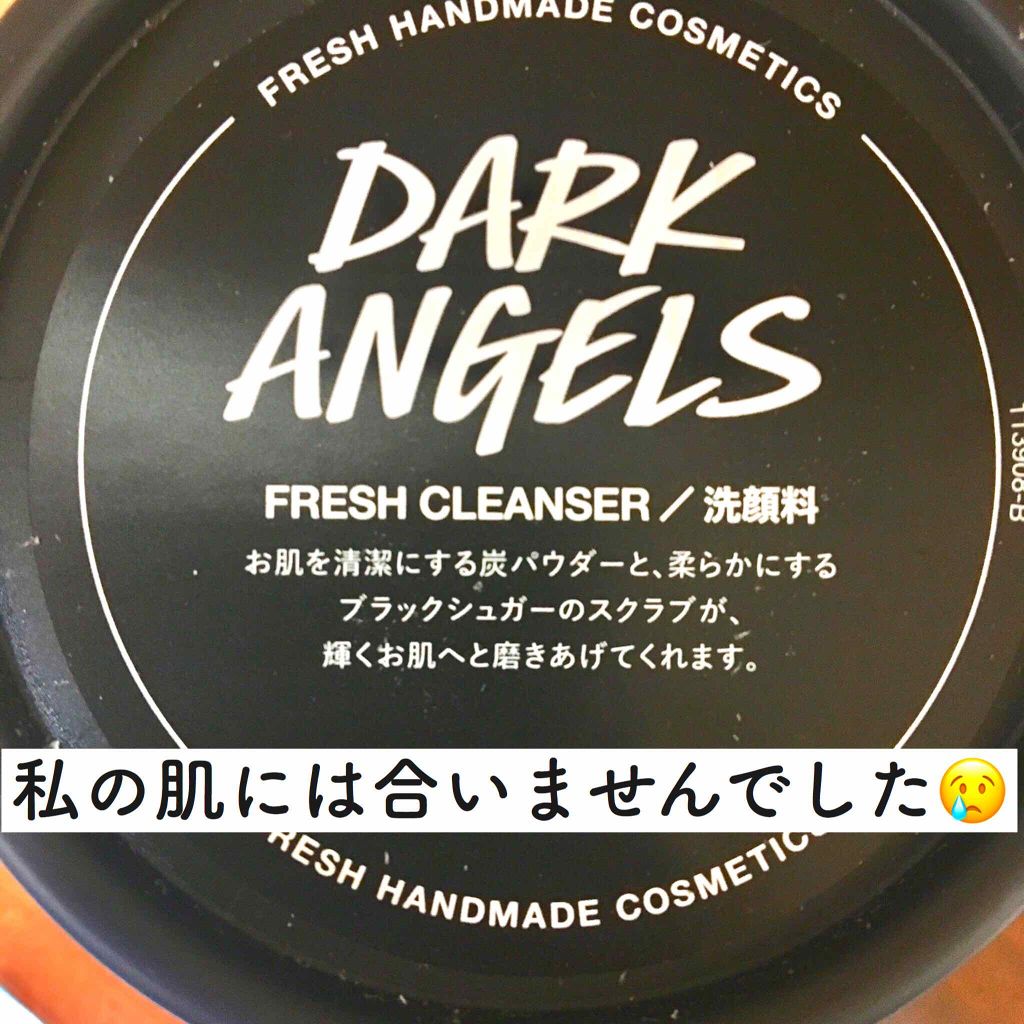 FRESH HANDMADE COSMETICS
DARK
ANGELS
FRESH CLEANSER／洗顔料
お肌を清潔にする炭パウダーと、柔らかにする
ブラックシュガーのスクラブが、
輝くお肌へと磨きあげてくれます。
113908-B
私の肌には合いませんでした😢
FRESH HANDMADE COSMETICS